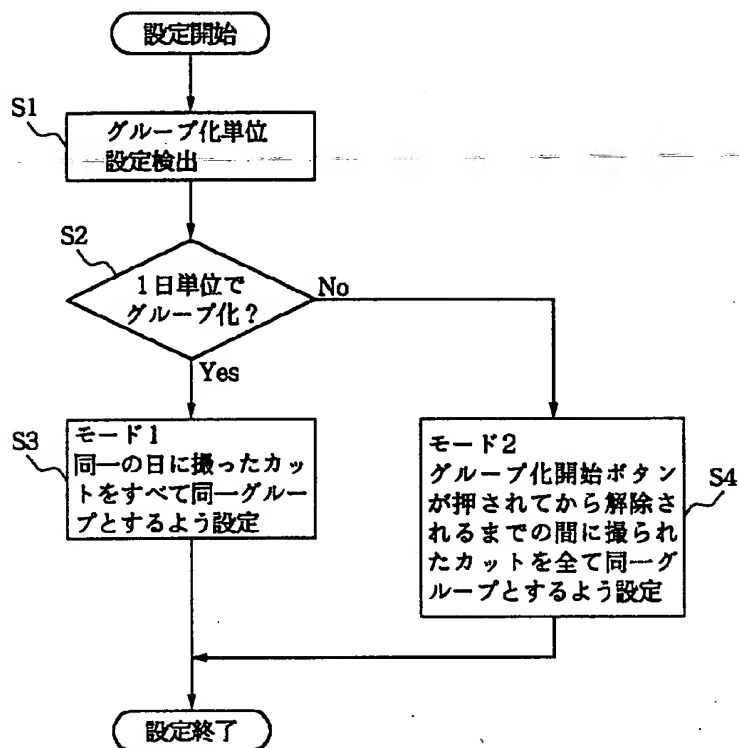 設定開始
S1
グループ化単位
設定検出
S2
1日単位で
グループ化？
No
Yes
S3
モード1
同一の日に撮ったカッ
トをすべて同一グルー
プとするよう設定
モード2
グループ化開始ボタン
が押されてから解除さ
れるまでの間に撮られ
たカットを全て同一グ
ループとするよう設定
S4
設定終了